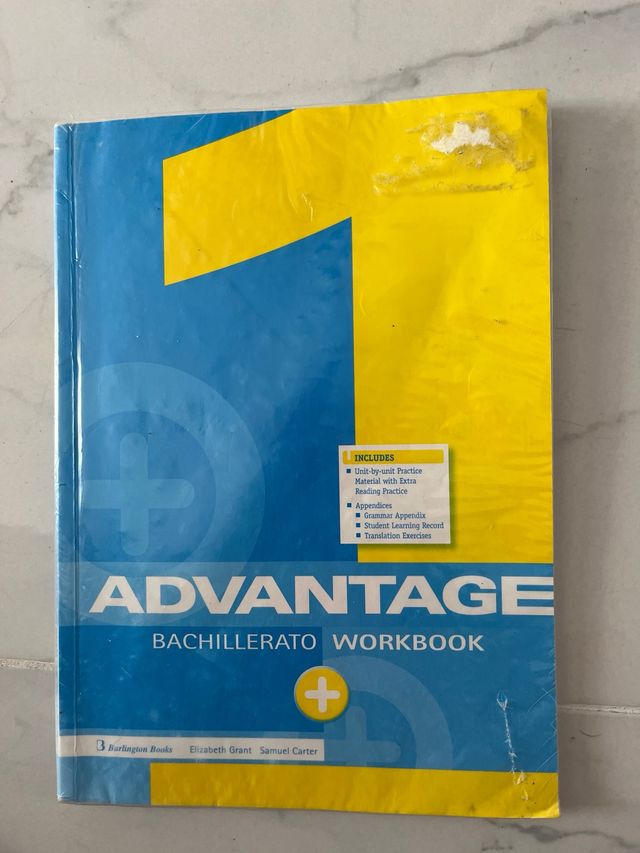 1
INCLUDES
Unit-by-unit Practice
Material with Extra
Reading Practice
Appendices
Grammar Appendix
Student Learning Record
Translation Exercises
ADVANTAGE
BACHILLERATO WORKBOOK
B Burlington Books Elizabeth Grant Samuel Carter